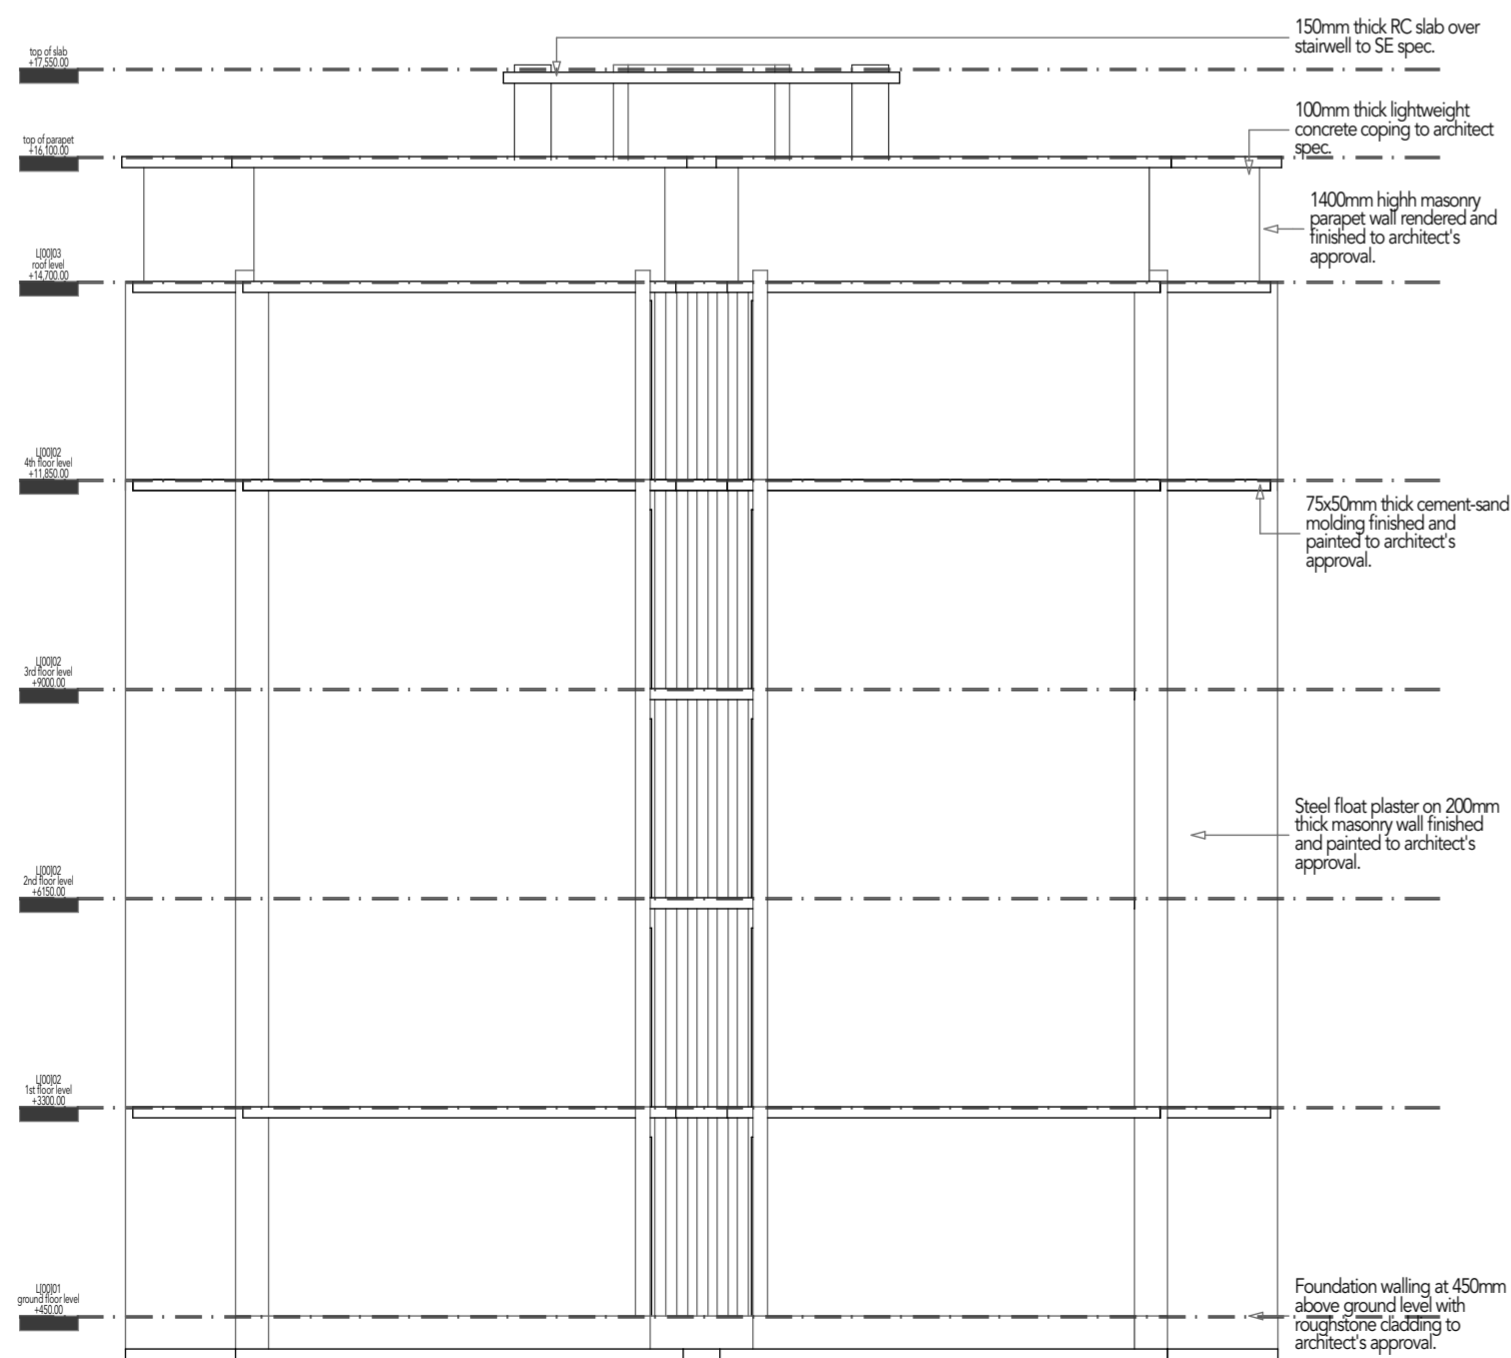 150mm thick RC slab over
stairwell to SE spec.
top of slab
+17,550.00
100mm thick lightweight
concrete coping to architect
spec.
top of parapet
+16,100.00
1400mm highh masonry
parapet wall rendered and
finished to architect's
approval.
L[00]03
roof level
+14,700.00
L[00]02
4th floor level
+11,850.00
75x50mm thick cement-sand
molding finished and
painted to architect's
approval.
L[00]02
3rd floor level
+9000.00
Steel float plaster on 200mm
thick masonry wall finished
and painted to architect's
approval.
L[00]02
2nd floor level
+6150.00
L[00]02
1st floor level
+3300.00
L[00]01
ground floor level
+450.00
Foundation walling at 450mm
above ground level with
roughstone cladding to
architect's approval.